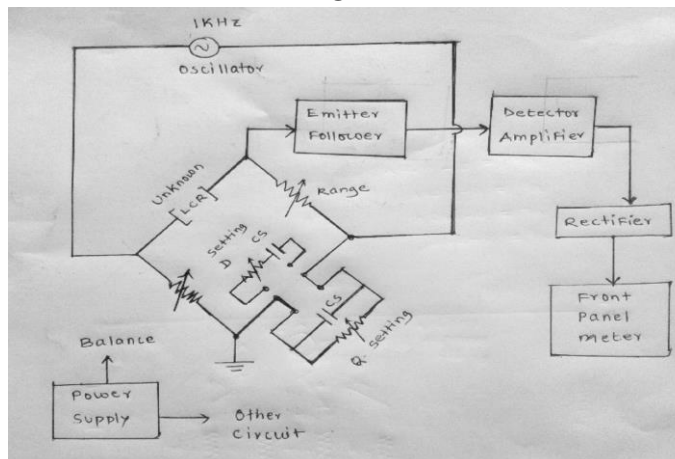 1KHz
Oscillator
Emitter
Follower
Detector
Amplifier
Unknown
LCR
Range
Rectifier
Setting
D
CS
CS
Q-Setting
Front
Panel
meter
Balance
Power
Supply
Other
Circuit